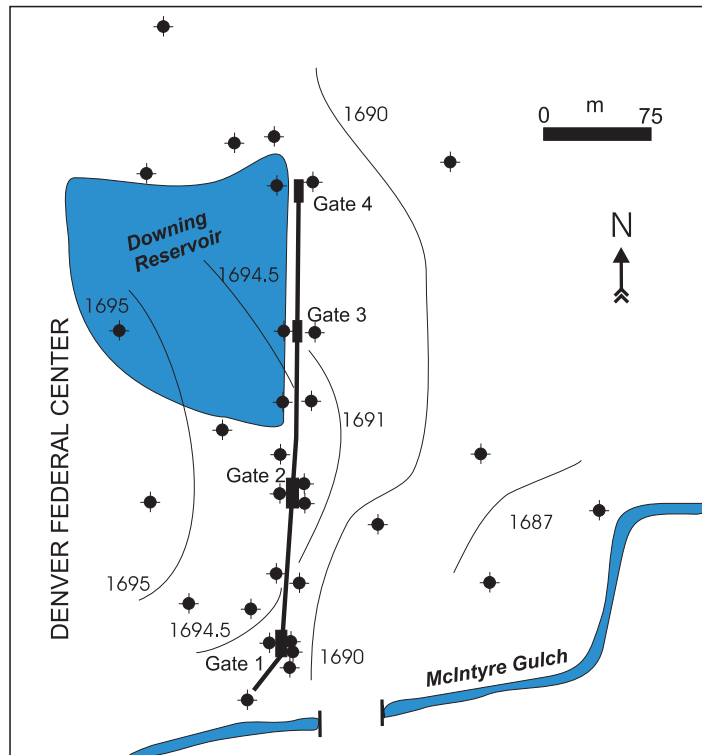 0 m 75
1690
N
Gate 4
Downing
Reservoir
1694.5
1695
Gate 3
DENVER FEDERAL CENTER
1691
Gate 2
1687
1695
1694.5
Gate 1
1690
McIntyre Gulch